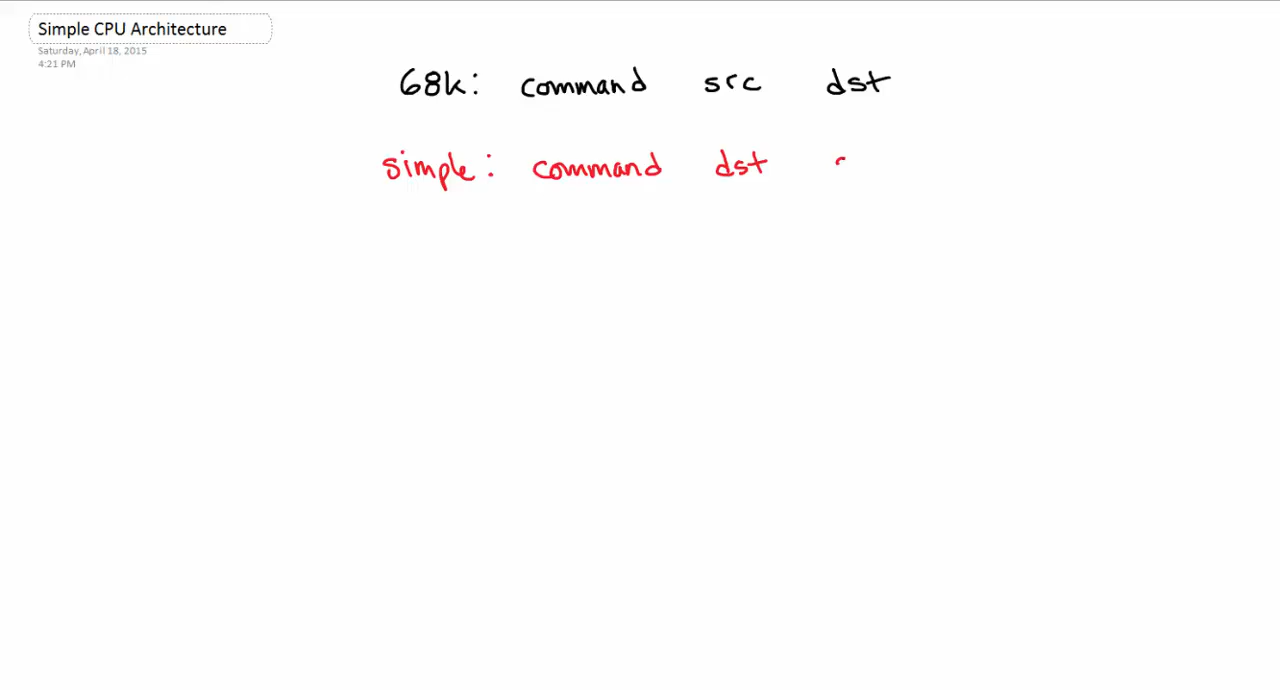 Simple CPU Architecture
Saturday, April 18, 2015
4:21 PM
68k: command src dst
simple: command dst